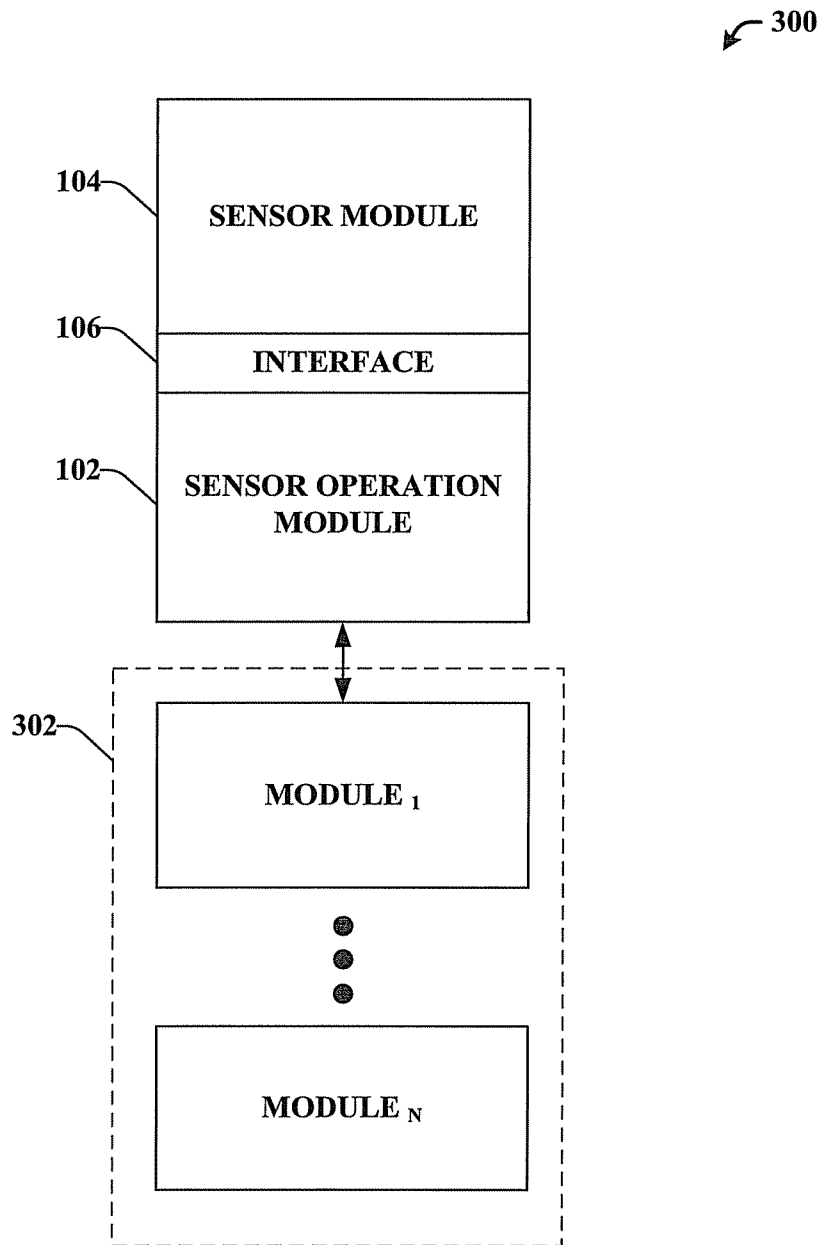 300
104
SENSOR MODULE
106
INTERFACE
102
SENSOR OPERATION
MODULE
302
MODULE 1
MODULE N